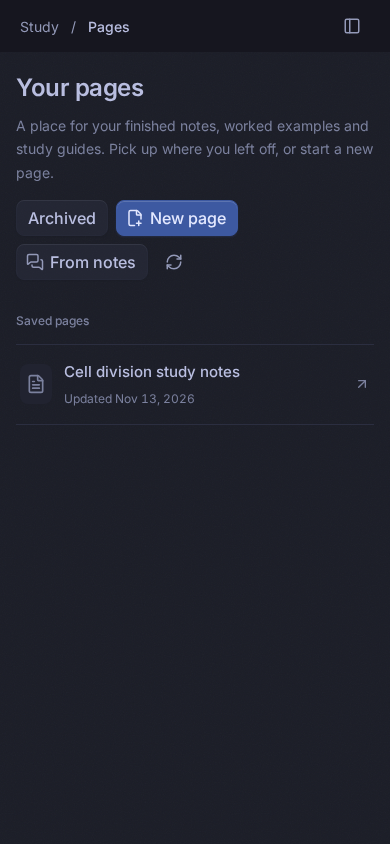 Study / Pages
Your pages
A place for your finished notes, worked examples and
study guides. Pick up where you left off, or start a new
page.
Archived
New page
From notes
Saved pages
Cell division study notes
Updated Nov 13, 2026